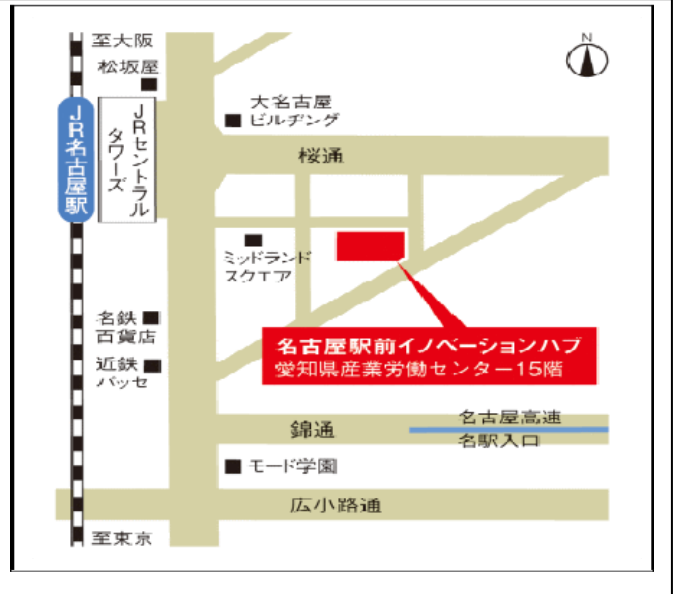 至大阪
N
松坂屋
大名古屋
ビルヂング
JR名古屋駅
JRセントラル
タワーズ
桜通
ミッドランド
スクエア
名鉄
百貨店
名古屋駅前イノベーションハブ
愛知県産業労働センター15階
近鉄
パッセ
名古屋高速
錦通
名駅入口
モード学園
広小路通
至東京